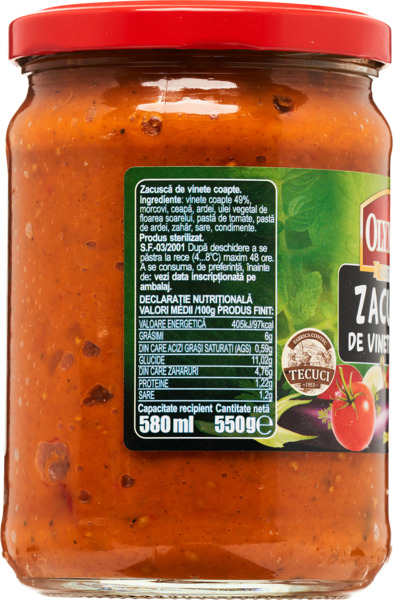 Zacuscă de vinete coapte.
Ingrediente: vinete coapte 49%,
morcovi, ceapă, ardei, ulei vegetal de
floarea soarelui, pastă de tomate, pastă
de ardei, zahăr, sare, condimente.
Produs sterilizat.
S.F.-03/2001 După deschidere a se
păstra la rece (4...8°C) maxim 48 ore.
A se consuma, de preferință, înainte
de: vezi data inscripționată pe
ambalaj.
DECLARAȚIE NUTRIȚIONALĂ
VALORI MEDII /100g PRODUS FINIT:
VALOARE ENERGETICĂ 405kJ/97kcal
GRĂSIMI 6g
DIN CARE ACIZI GRAȘI SATURAȚI (AGS) 0,59g
GLUCIDE 11,02g
DIN CARE ZAHARURI 4,76g
PROTEINE 1,22g
SARE 1,2g
Capacitate recipient Cantitate netă
580 ml 550g e
OLY
ZACU
DE VINET
FABRICA CONSERVE
TECUCI
1953